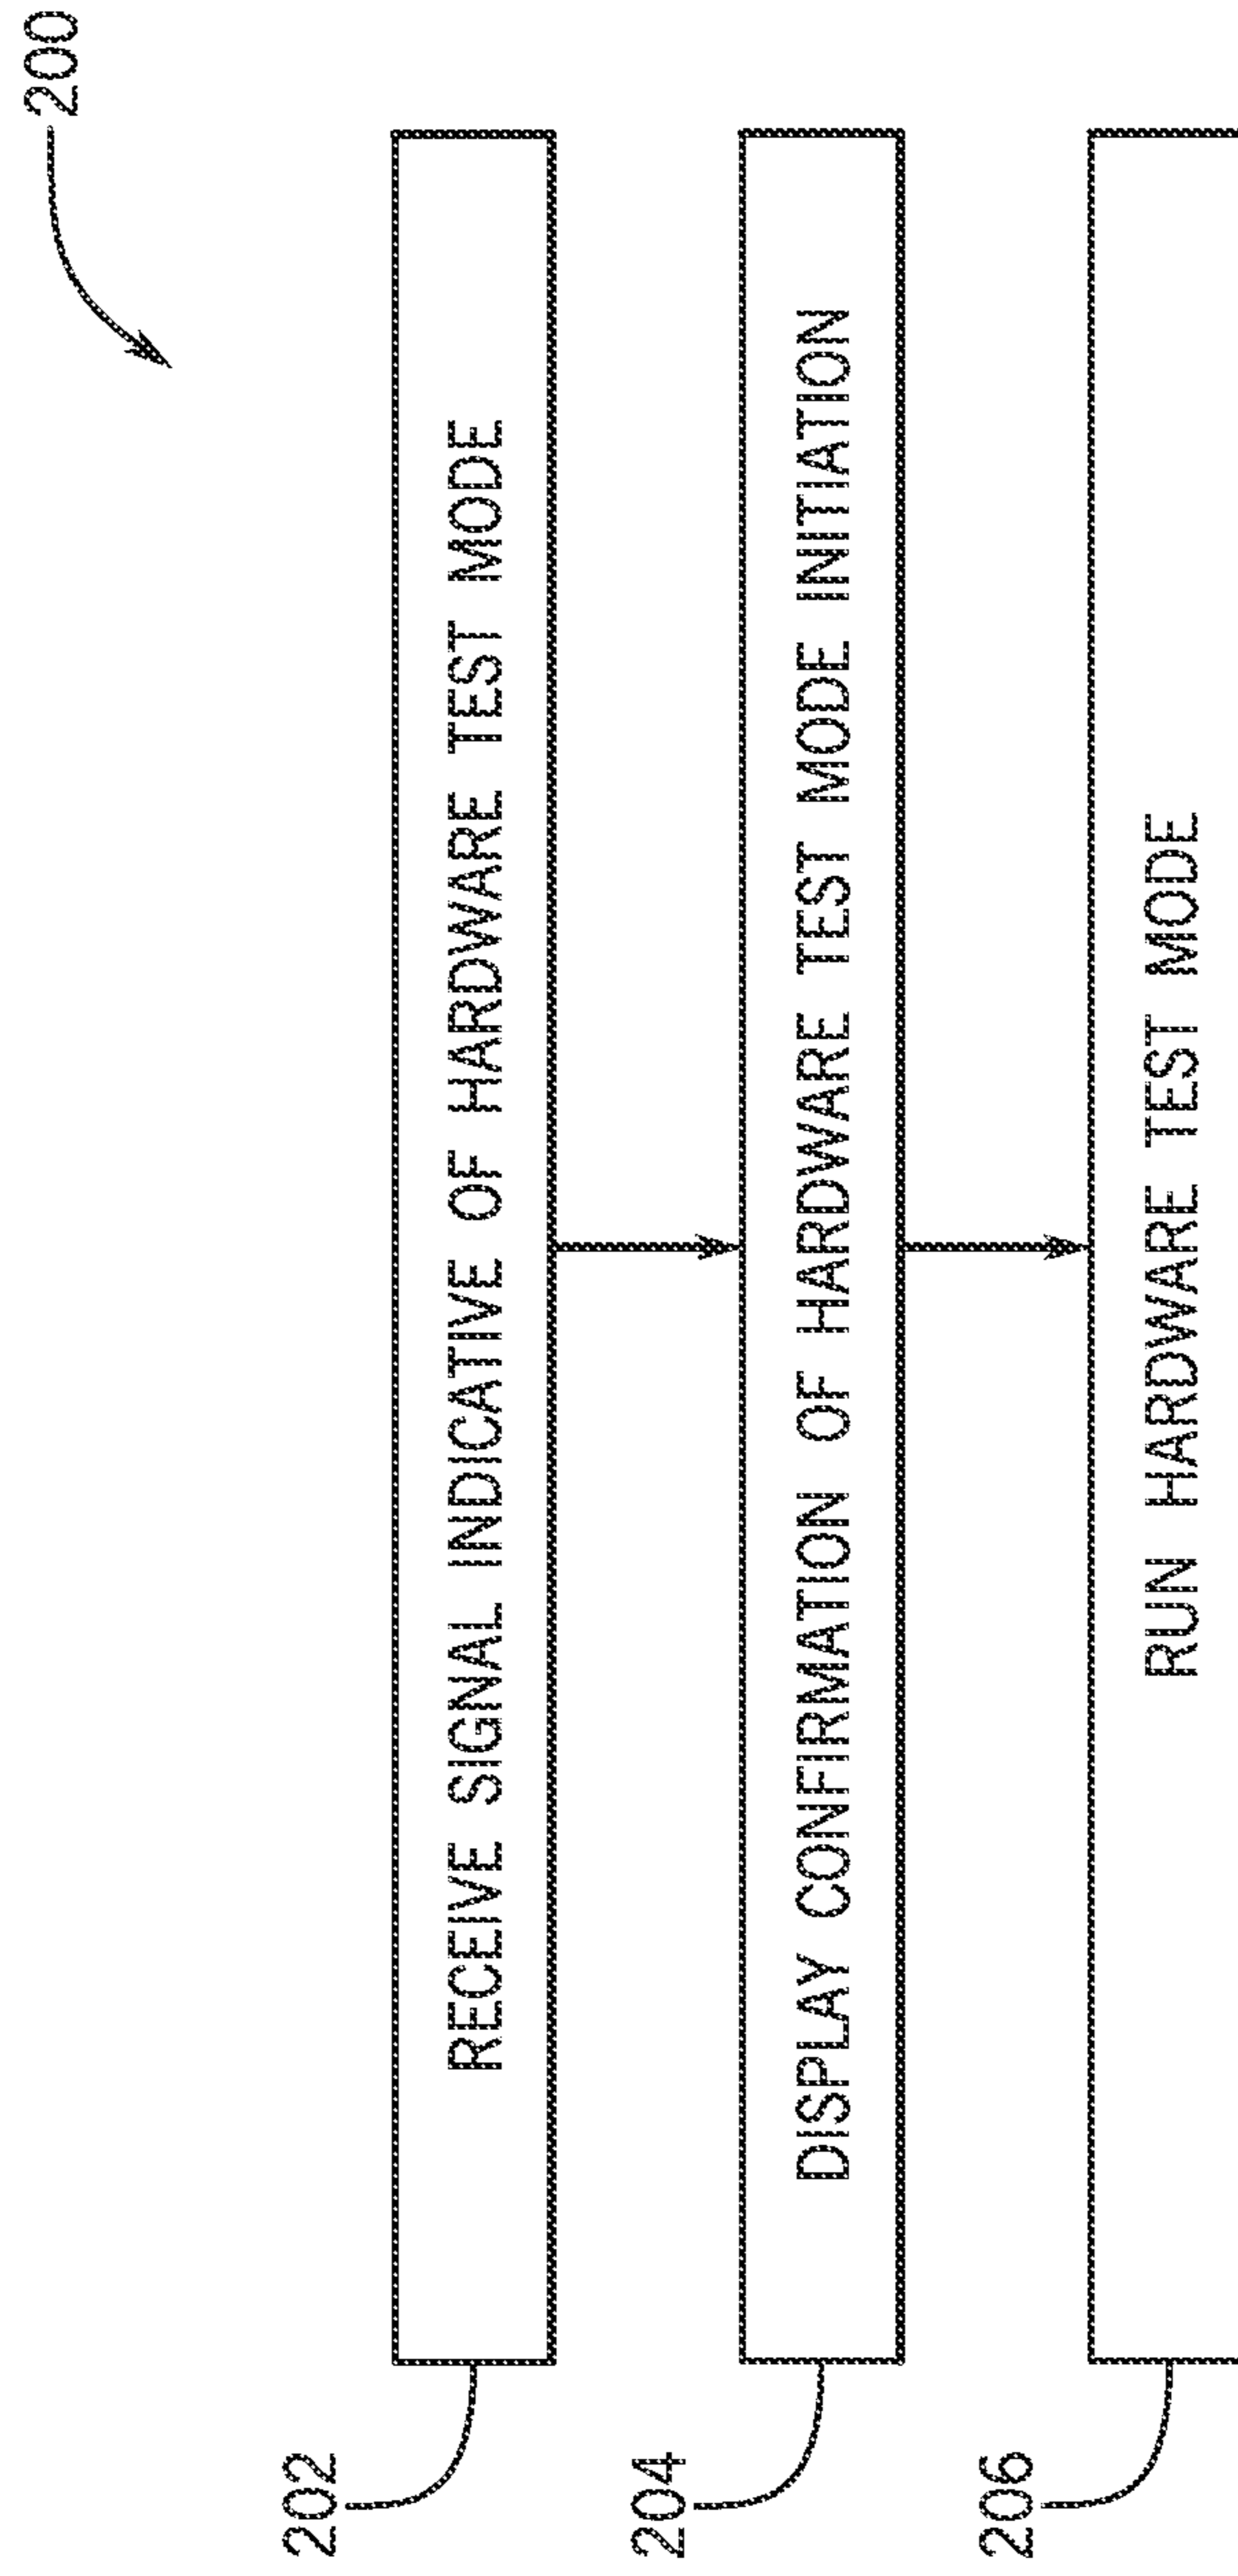 200
202
RECEIVE SIGNAL INDICATIVE OF HARDWARE TEST MODE
204
DISPLAY CONFIRMATION OF HARDWARE TEST MODE INITIATION
206
RUN HARDWARE TEST MODE